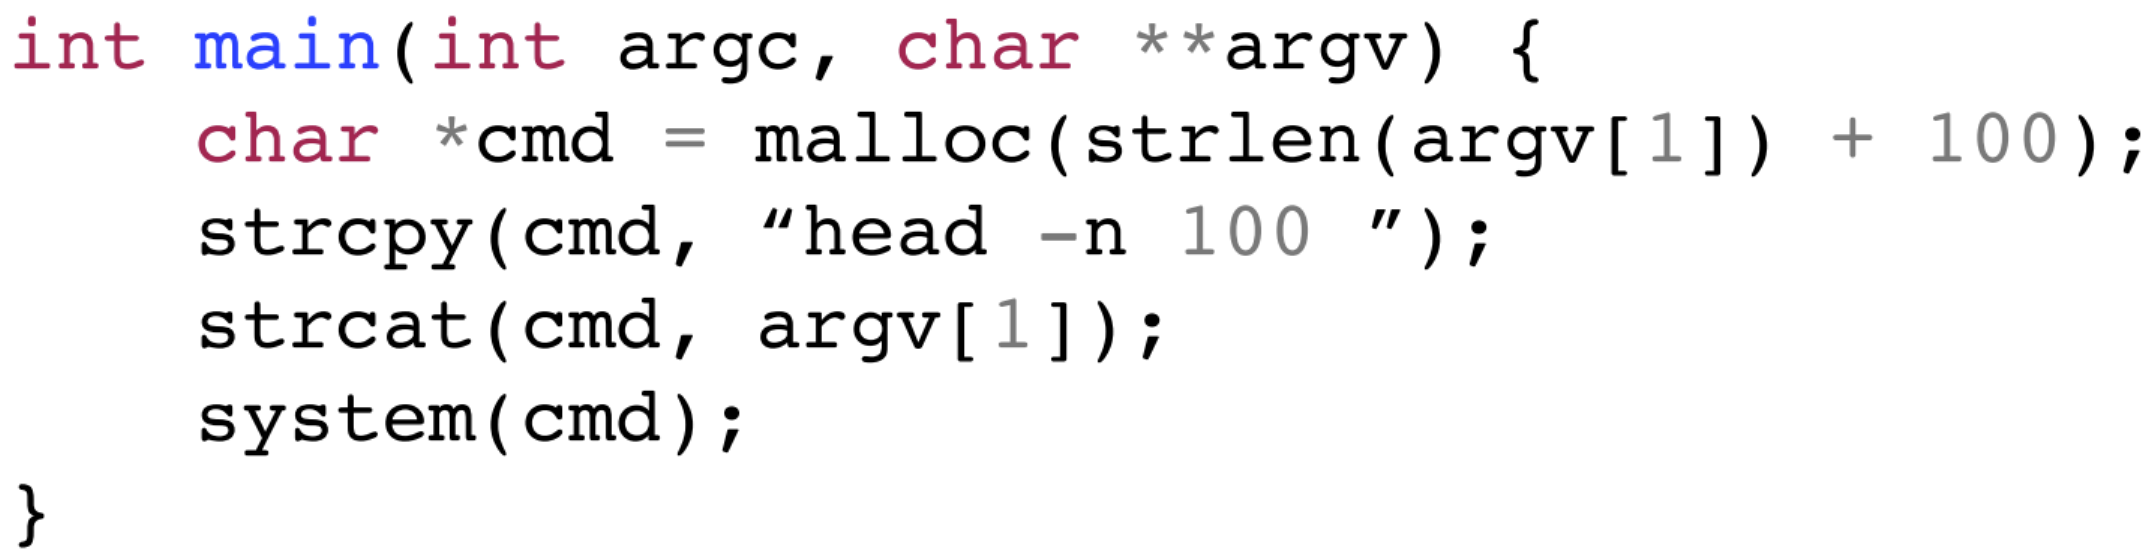 int main(int argc, char **argv) {
    char *cmd = malloc(strlen(argv[1]) + 100);
    strcpy(cmd, “head -n 100 ”);
    strcat(cmd, argv[1]);
    system(cmd);
}